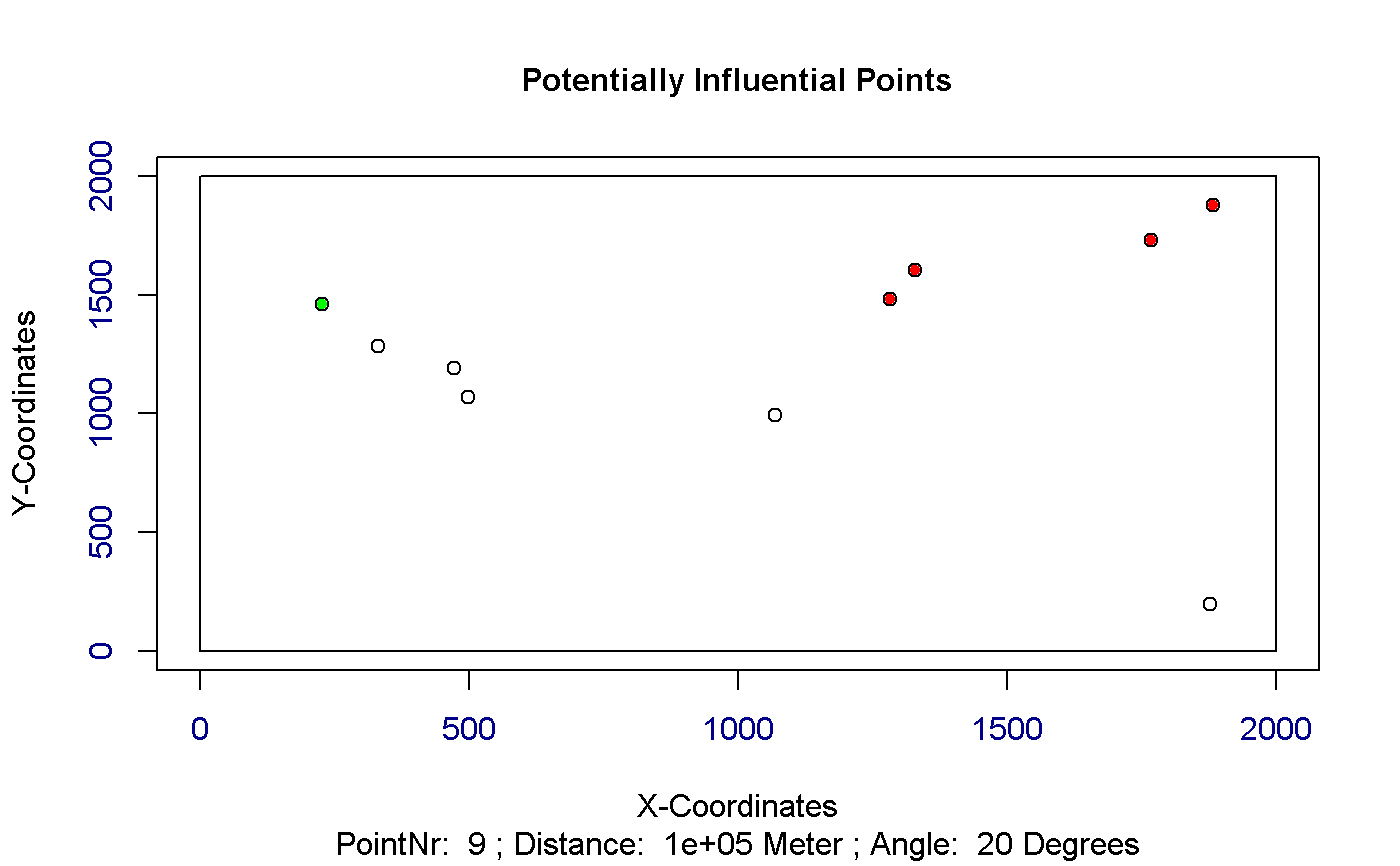 Potentially Influential Points
2000
1500
1000
500
0
Y-Coordinates
0 500 1000 1500 2000
X-Coordinates
PointNr: 9 ; Distance: 1e+05 Meter ; Angle: 20 Degrees